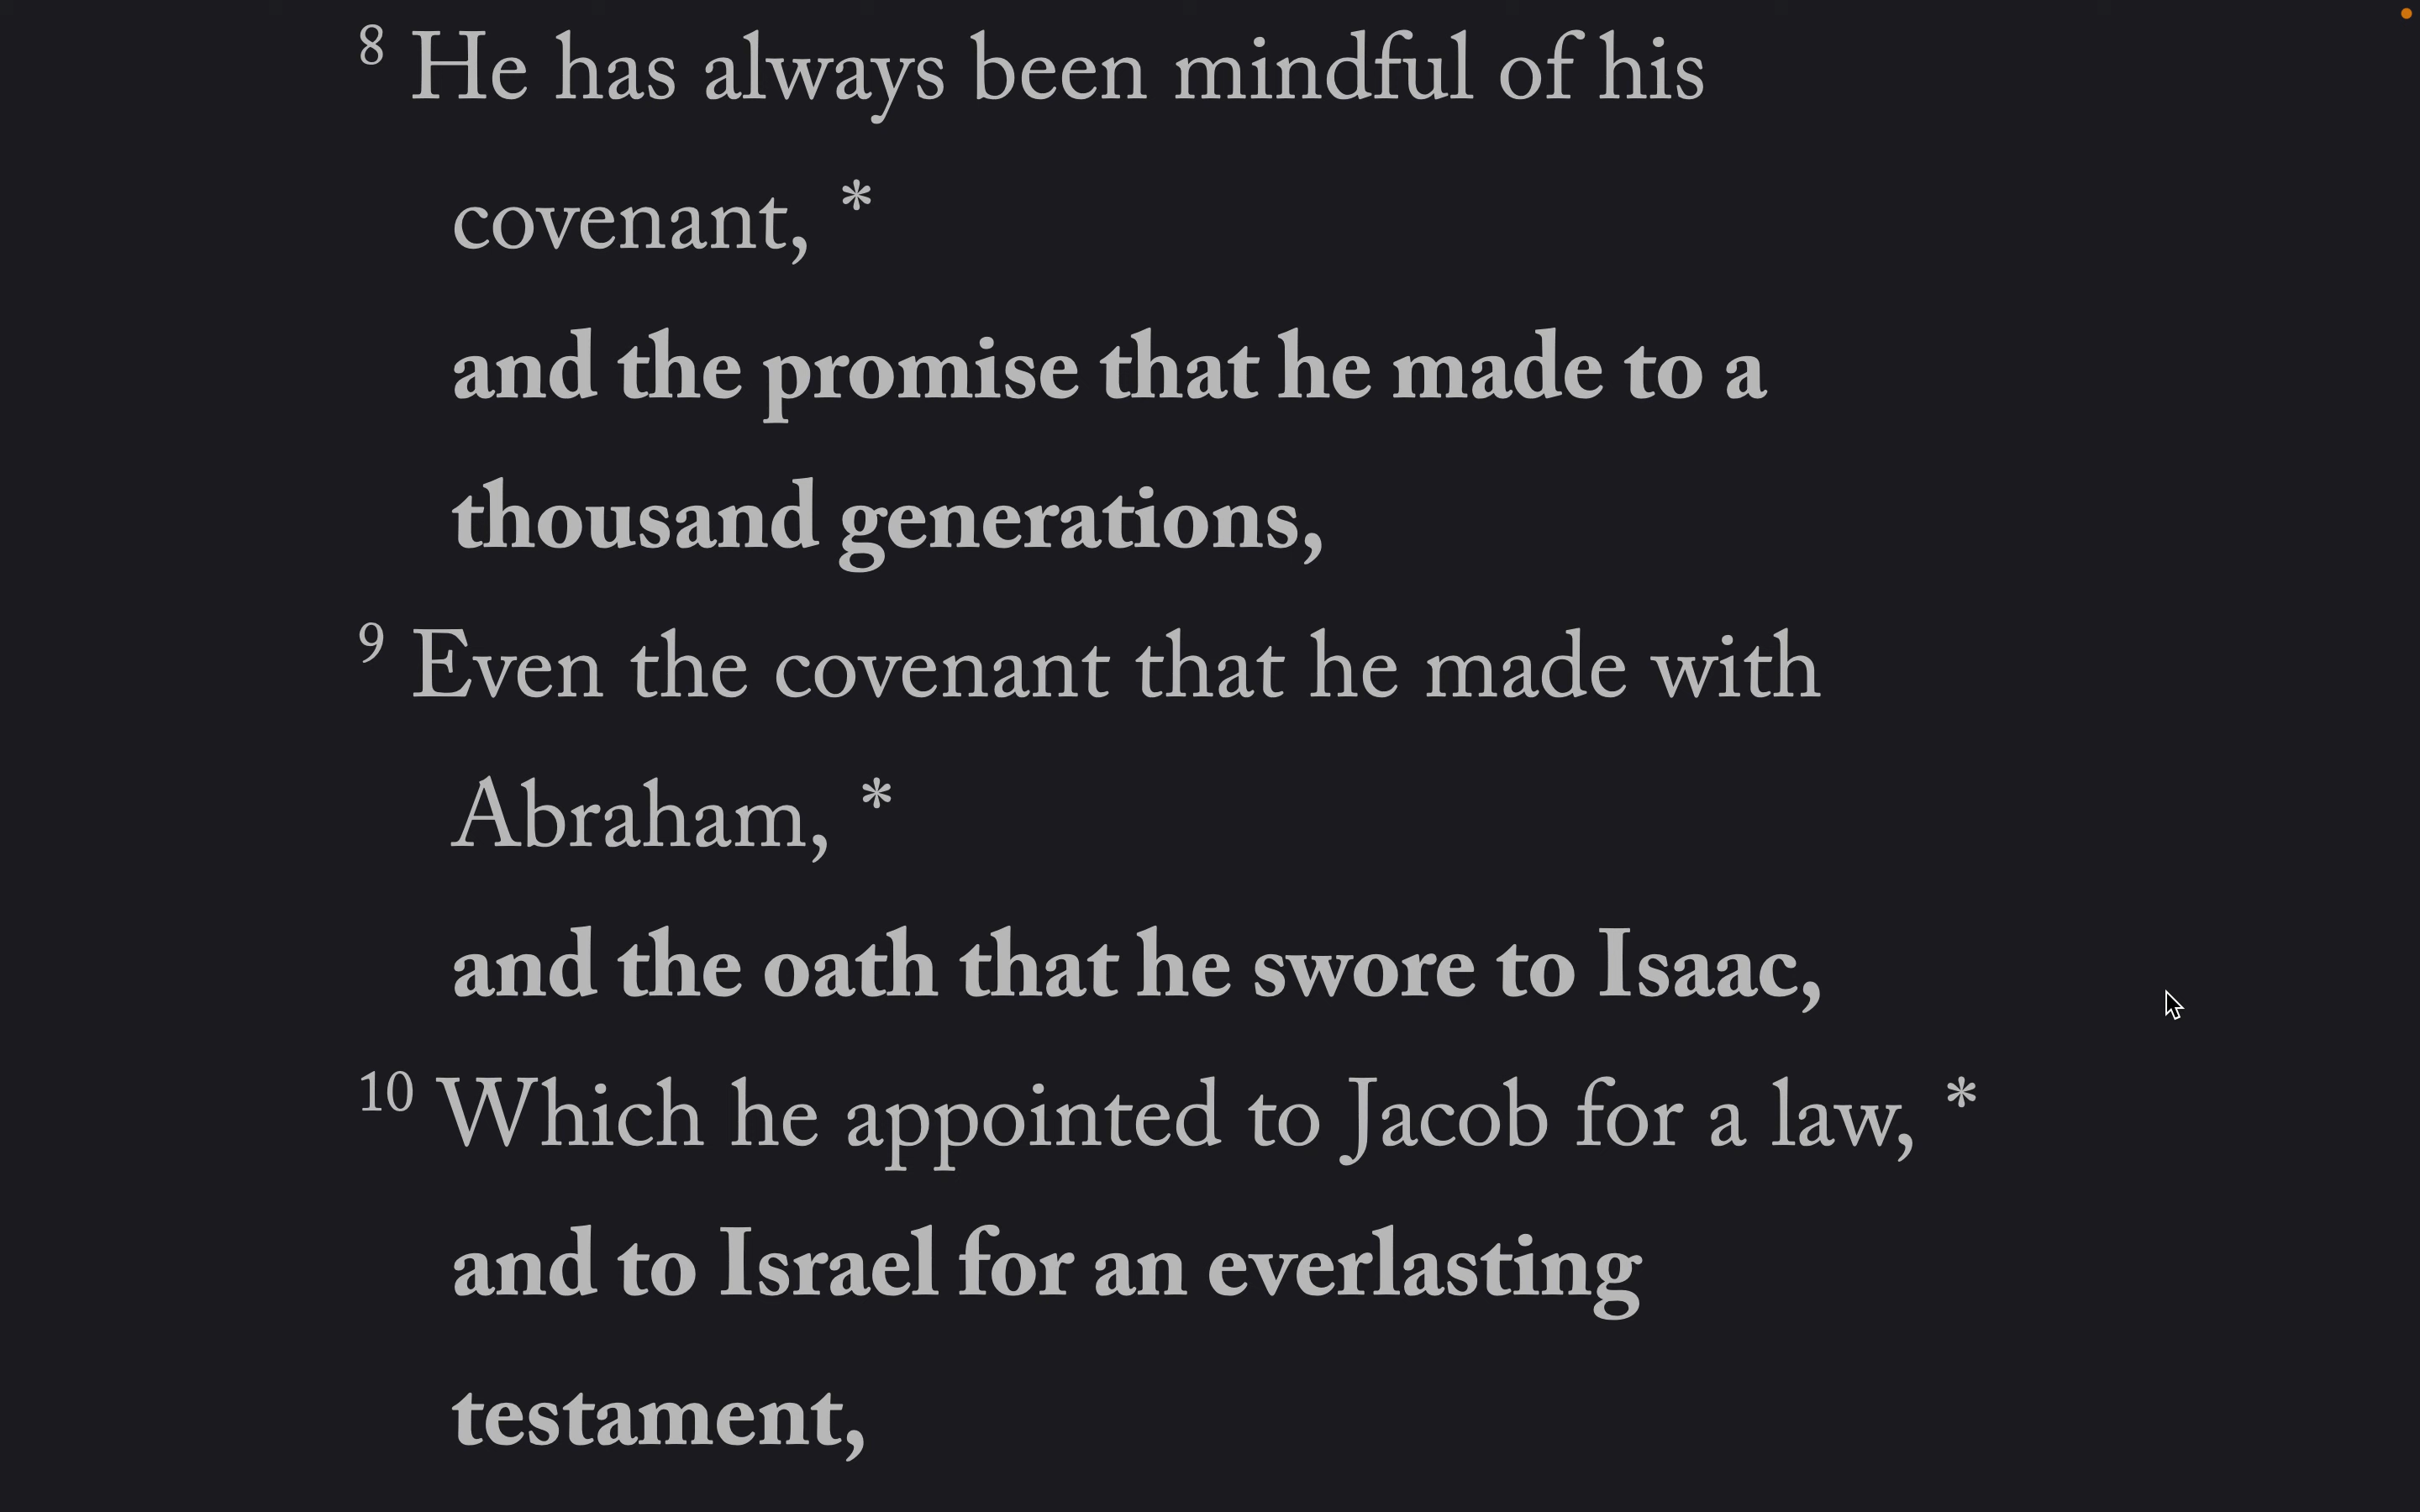 8 He has always been mindful of his
covenant, *
and the promise that he made to a
thousand generations,
9 Even the covenant that he made with
Abraham, *
and the oath that he swore to Isaac,
10 Which he appointed to Jacob for a law, *
and to Israel for an everlasting
testament,